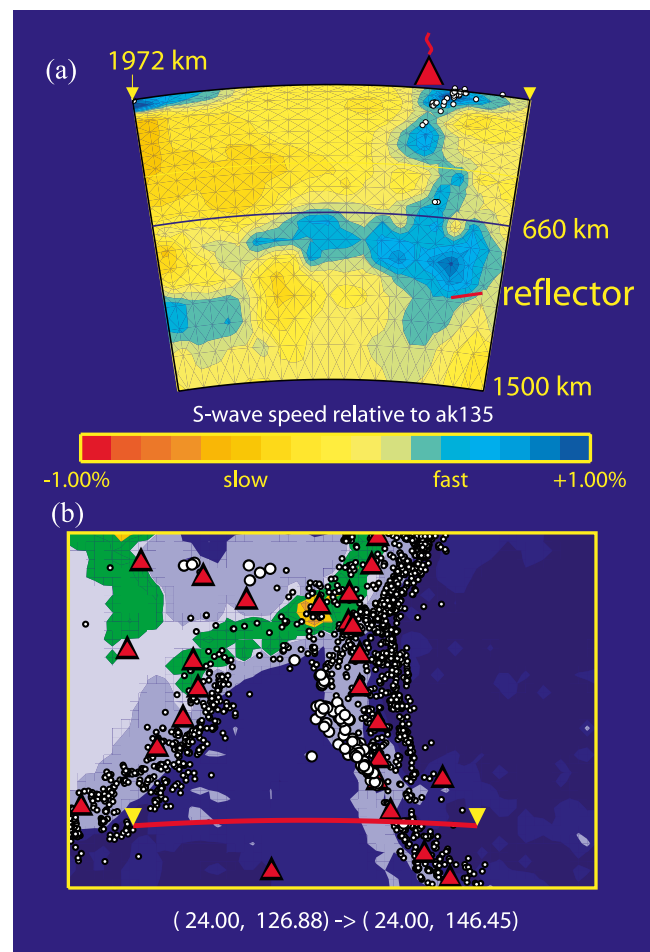 (a)
1972 km
660 km
reflector
1500 km
S-wave speed relative to ak135
-1.00% slow fast +1.00%
(b)
( 24.00, 126.88) -> ( 24.00, 146.45)